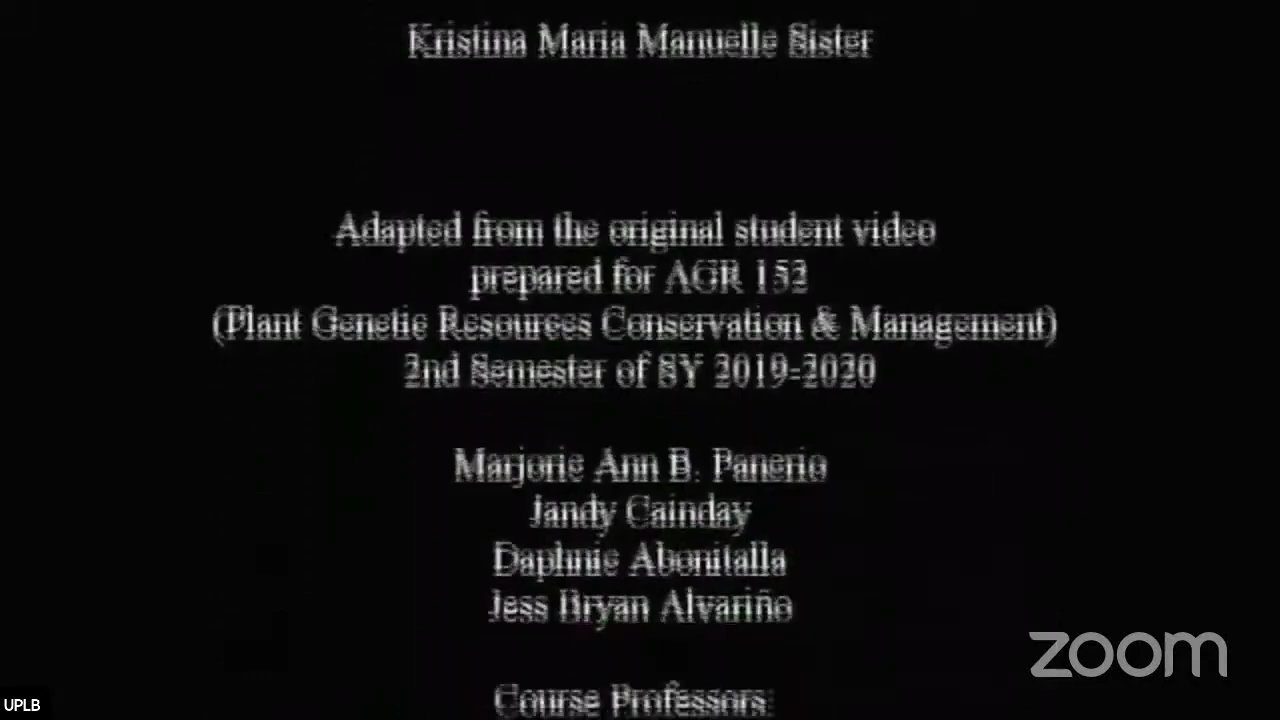 Kristina Maria Manuelle Sister
Adapted from the original student video
prepared for AGR 152
(Plant Genetic Resources Conservation & Management)
2nd Semester of SY 2019-2020
Marjorie Ann B. Panerio
Jandy Cainday
Daphnie Abonitalla
Jess Bryan Alvariño
Course Professors:
zoom
UPLB